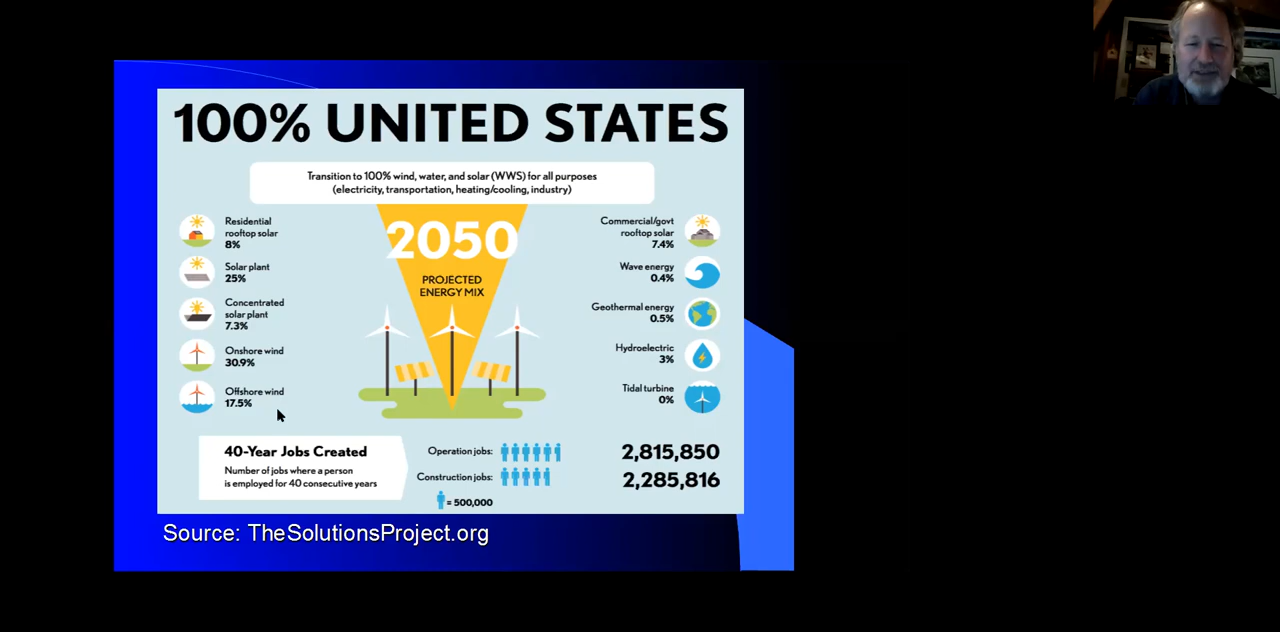 100% UNITED STATES
Transition to 100% wind, water, and solar (WWS) for all purposes
(electricity, transportation, heating/cooling, industry)
2050
PROJECTED
ENERGY MIX
Residential
rooftop solar
8%
Solar plant
25%
Concentrated
solar plant
7.3%
Onshore wind
30.9%
Offshore wind
17.5%
Commercial/govt
rooftop solar
7.4%
Wave energy
0.4%
Geothermal energy
0.5%
Hydroelectric
3%
Tidal turbine
0%
40-Year Jobs Created
Number of jobs where a person
is employed for 40 consecutive years
Operation jobs:
2,815,850
Construction jobs:
2,285,816
= 500,000
Source: TheSolutionsProject.org